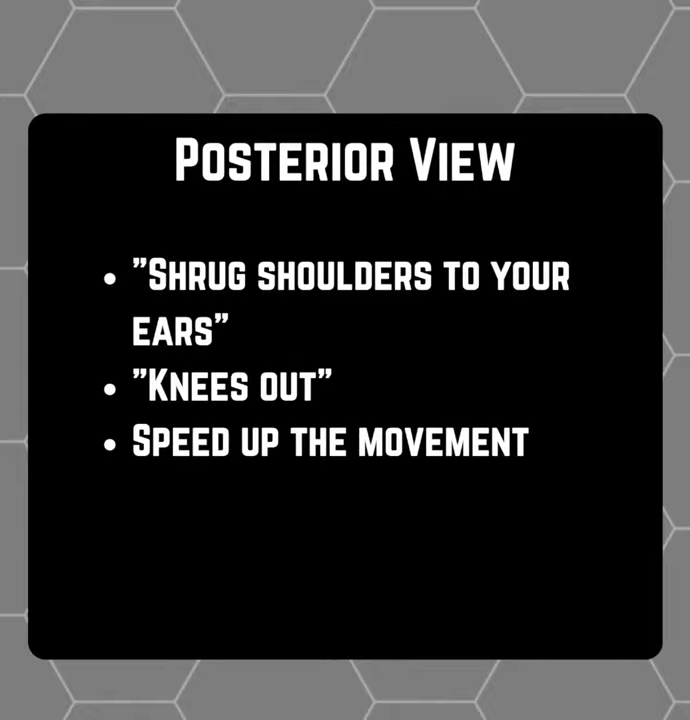 Posterior View
• ”Shrug shoulders to your
ears”
• ”Knees out”
• Speed up the movement